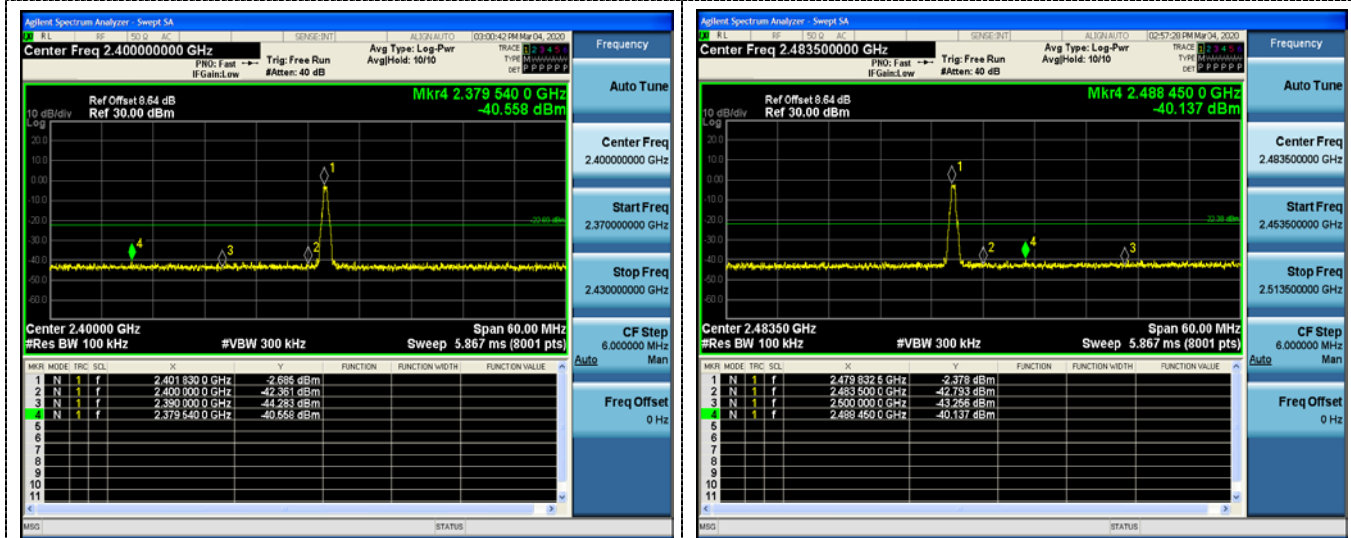 Agilent Spectrum Analyzer - Swept SA
RL RF 50 Ω AC SENSE:INT ALIGN AUTO 03:00:42 PM Mar 04, 2020
Center Freq 2.400000000 GHz
PNO: Fast
IFGain:Low
Trig: Free Run
#Atten: 40 dB
Avg Type: Log-Pwr
Avg|Hold: 10/10
TRACE 1 2 3 4 5 6
TYPE M
DET P P P P P P
Ref Offset 8.64 dB
Ref 30.00 dBm
10 dB/div
Log
Mkr4 2.379 540 0 GHz
-40.558 dBm
20.0
10.0
0.00
-10.0
-20.0
-30.0
-40.0
-50.0
-60.0
1
2
3
4
-22.69 dBm
Center 2.40000 GHz
Span 60.00 MHz
#Res BW 100 kHz #VBW 300 kHz Sweep 5.867 ms (8001 pts)
MKR MODE TRC SCL X Y FUNCTION FUNCTION WIDTH FUNCTION VALUE
1 N 1 f 2.401 830 0 GHz -2.685 dBm
2 N 1 f 2.400 000 0 GHz -42.361 dBm
3 N 1 f 2.390 000 0 GHz -44.283 dBm
4 N 1 f 2.379 540 0 GHz -40.558 dBm
5
6
7
8
9
10
11
MSG STATUS
Frequency
Auto Tune
Center Freq
2.400000000 GHz
Start Freq
2.370000000 GHz
Stop Freq
2.430000000 GHz
CF Step
6.000000 MHz
Auto Man
Freq Offset
0 Hz
Agilent Spectrum Analyzer - Swept SA
RL RF 50 Ω AC SENSE:INT ALIGN AUTO 02:57:28 PM Mar 04, 2020
Center Freq 2.483500000 GHz
PNO: Fast
IFGain:Low
Trig: Free Run
#Atten: 40 dB
Avg Type: Log-Pwr
Avg|Hold: 10/10
TRACE 1 2 3 4 5 6
TYPE M
DET P P P P P P
Ref Offset 8.64 dB
Ref 30.00 dBm
10 dB/div
Log
Mkr4 2.488 450 0 GHz
-40.137 dBm
20.0
10.0
0.00
-10.0
-20.0
-30.0
-40.0
-50.0
-60.0
1
2
4
3
-22.38 dBm
Center 2.48350 GHz
Span 60.00 MHz
#Res BW 100 kHz #VBW 300 kHz Sweep 5.867 ms (8001 pts)
MKR MODE TRC SCL X Y FUNCTION FUNCTION WIDTH FUNCTION VALUE
1 N 1 f 2.479 832 5 GHz -2.378 dBm
2 N 1 f 2.483 500 0 GHz -42.793 dBm
3 N 1 f 2.500 000 0 GHz -43.256 dBm
4 N 1 f 2.488 450 0 GHz -40.137 dBm
5
6
7
8
9
10
11
MSG STATUS
Frequency
Auto Tune
Center Freq
2.483500000 GHz
Start Freq
2.453500000 GHz
Stop Freq
2.513500000 GHz
CF Step
6.000000 MHz
Auto Man
Freq Offset
0 Hz